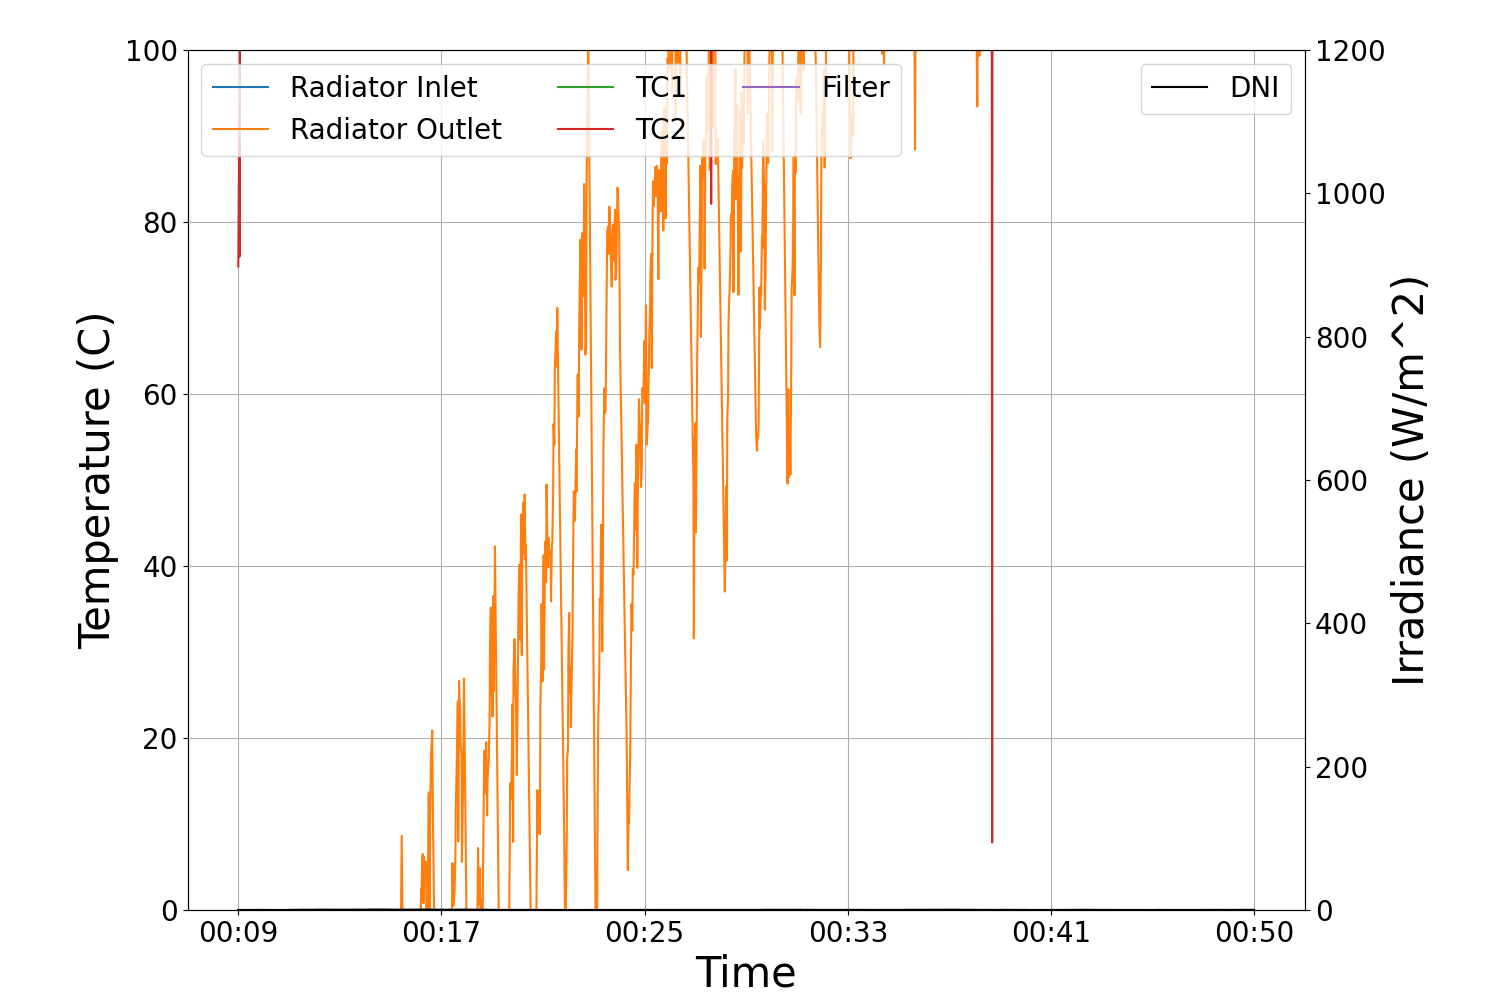 100
80
60
40
20
0
Temperature (C)
Radiator Inlet
Radiator Outlet
TC1
TC2
Filter
DNI
1200
1000
800
600
400
200
0
Irradiance (W/m^2)
00:09 00:17 00:25 00:33 00:41 00:50
Time